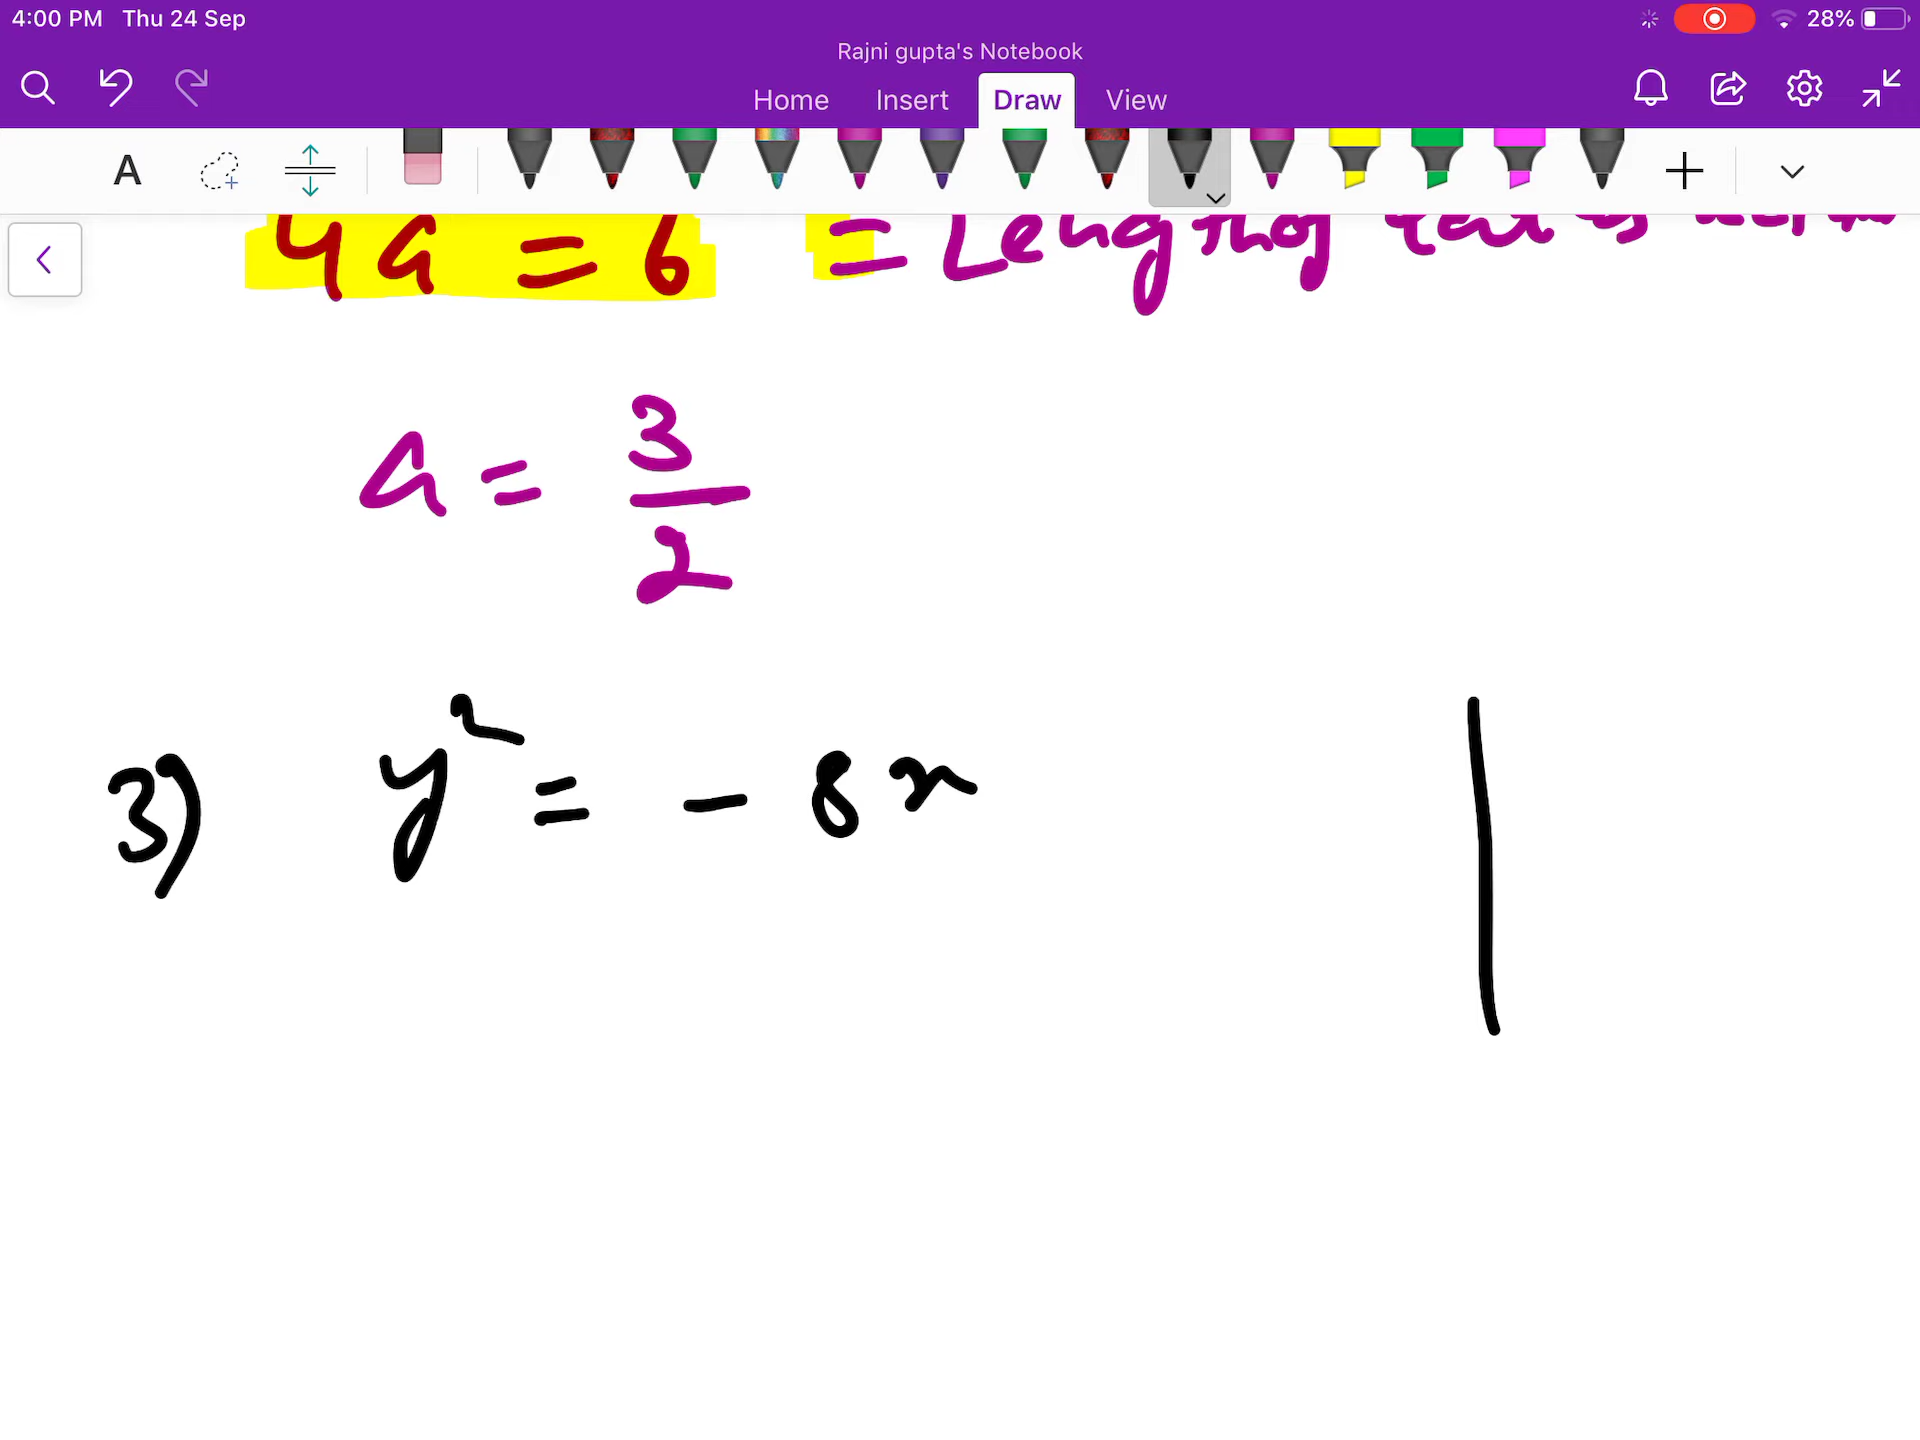 4:00 PM Thu 24 Sep 28%
Rajni gupta's Notebook
Home Insert Draw View
A
4a = 6 = Length of
a = 3/2
3) y² = - 8x